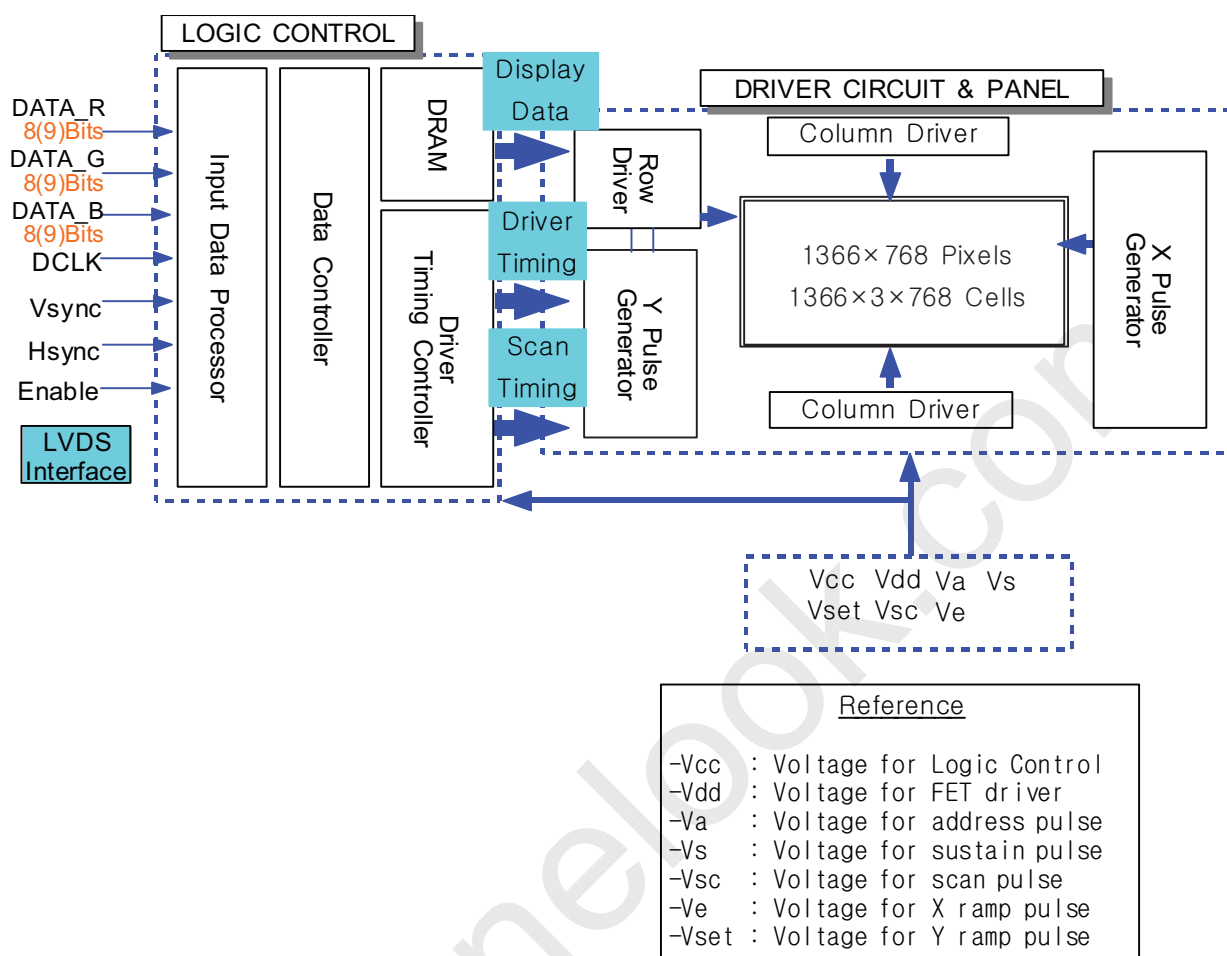 LOGIC CONTROL
DATA_R
8(9)Bits
DATA_G
8(9)Bits
DATA_B
8(9)Bits
DCLK
Vsync
Hsync
Enable
LVDS
Interface
Input Data Processor
Data Controller
DRAM
Driver
Timing Controller
Display
Data
Driver
Timing
Scan
Timing
DRIVER CIRCUIT & PANEL
Row
Driver
Y Pulse
Generator
Column Driver
1366×768 Pixels
1366×3×768 Cells
Column Driver
X Pulse
Generator
Vcc Vdd Va Vs
Vset Vsc Ve
Reference
-Vcc : Voltage for Logic Control
-Vdd : Voltage for FET driver
-Va : Voltage for address pulse
-Vs : Voltage for sustain pulse
-Vsc : Voltage for scan pulse
-Ve : Voltage for X ramp pulse
-Vset : Voltage for Y ramp pulse
nelook.com